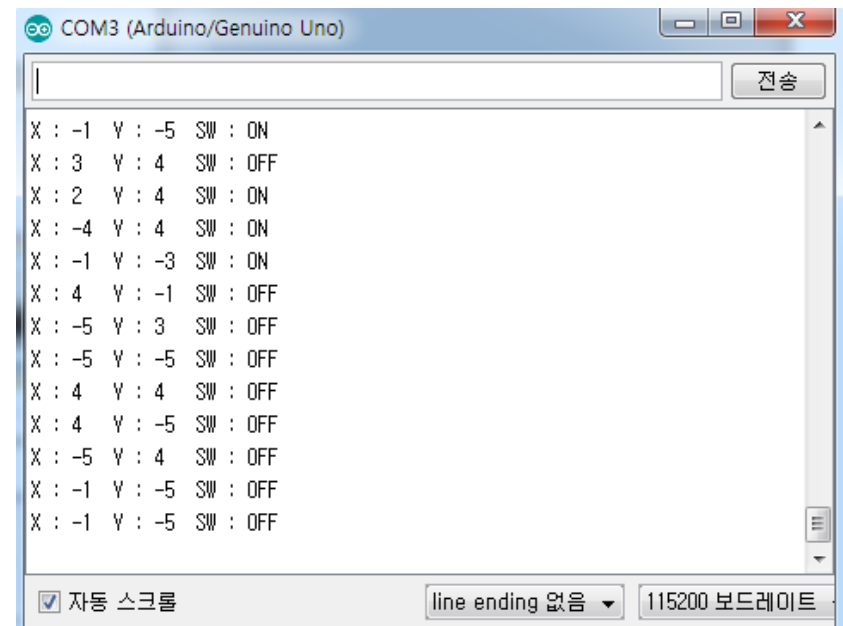 COM3 (Arduino/Genuino Uno)
전송
X : -1 Y : -5 SW : ON
X : 3 Y : 4 SW : OFF
X : 2 Y : 4 SW : ON
X : -4 Y : 4 SW : ON
X : -1 Y : -3 SW : ON
X : 4 Y : -1 SW : OFF
X : -5 Y : 3 SW : OFF
X : -5 Y : -5 SW : OFF
X : 4 Y : 4 SW : OFF
X : 4 Y : -5 SW : OFF
X : -5 Y : 4 SW : OFF
X : -1 Y : -5 SW : OFF
X : -1 Y : -5 SW : OFF
자동 스크롤 line ending 없음 115200 보드레이트